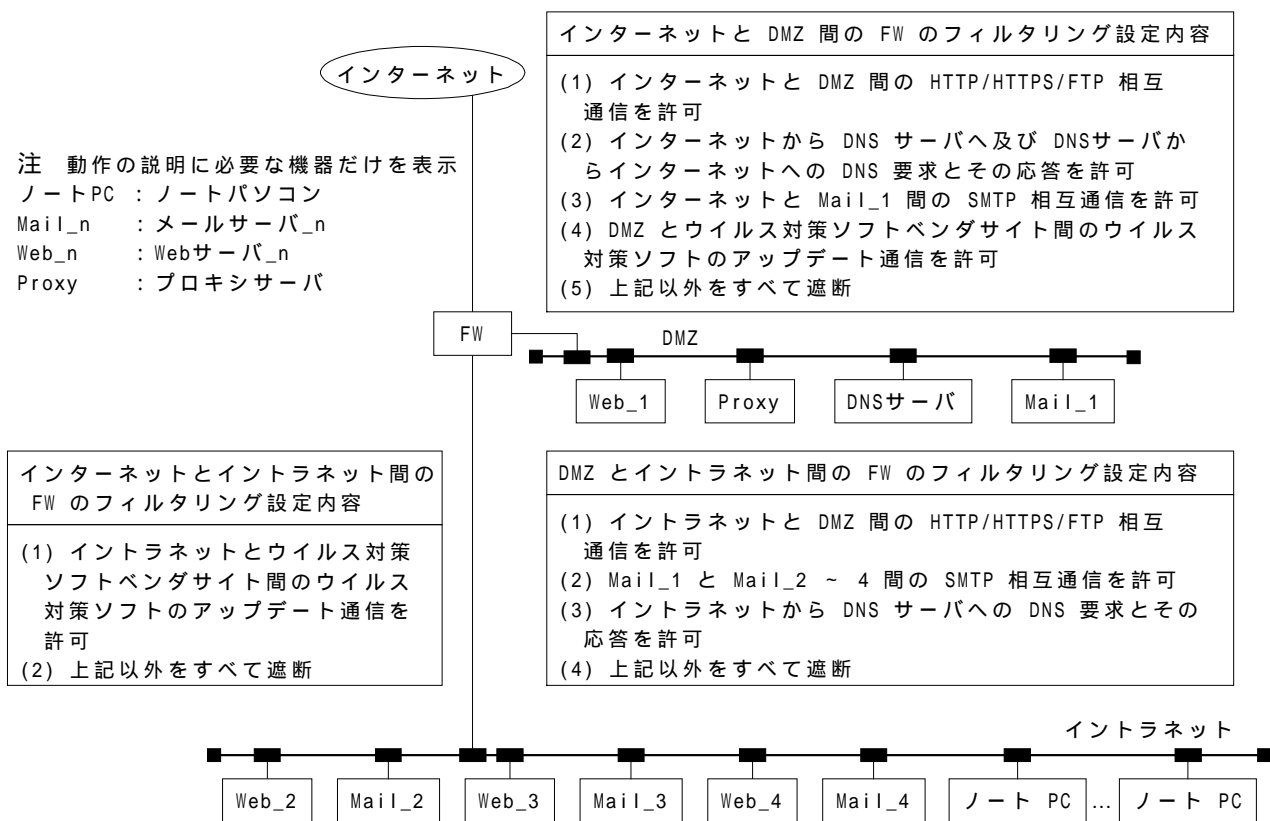 インターネット
インターネットと DMZ 間の FW のフィルタリング設定内容
(1) インターネットと DMZ 間の HTTP/HTTPS/FTP 相互
通信を許可
(2) インターネットから DNS サーバへ及び DNSサーバか
らインターネットへの DNS 要求とその応答を許可
(3) インターネットと Mail_1 間の SMTP 相互通信を許可
(4) DMZ とウイルス対策ソフトベンダサイト間のウイルス
対策ソフトのアップデート通信を許可
(5) 上記以外をすべて遮断
注 動作の説明に必要な機器だけを表示
ノートPC : ノートパソコン
Mail_n : メールサーバ_n
Web_n : Webサーバ_n
Proxy : プロキシサーバ
FW
DMZ
Web_1
Proxy
DNSサーバ
Mail_1
インターネットとイントラネット間の
FW のフィルタリング設定内容
(1) イントラネットとウイルス対策
ソフトベンダサイト間のウイルス
対策ソフトのアップデート通信を
許可
(2) 上記以外をすべて遮断
DMZ とイントラネット間の FW のフィルタリング設定内容
(1) イントラネットと DMZ 間の HTTP/HTTPS/FTP 相互
通信を許可
(2) Mail_1 と Mail_2 ~ 4 間の SMTP 相互通信を許可
(3) イントラネットから DNS サーバへの DNS 要求とその
応答を許可
(4) 上記以外をすべて遮断
イントラネット
Web_2
Mail_2
Web_3
Mail_3
Web_4
Mail_4
ノート PC
…
ノート PC